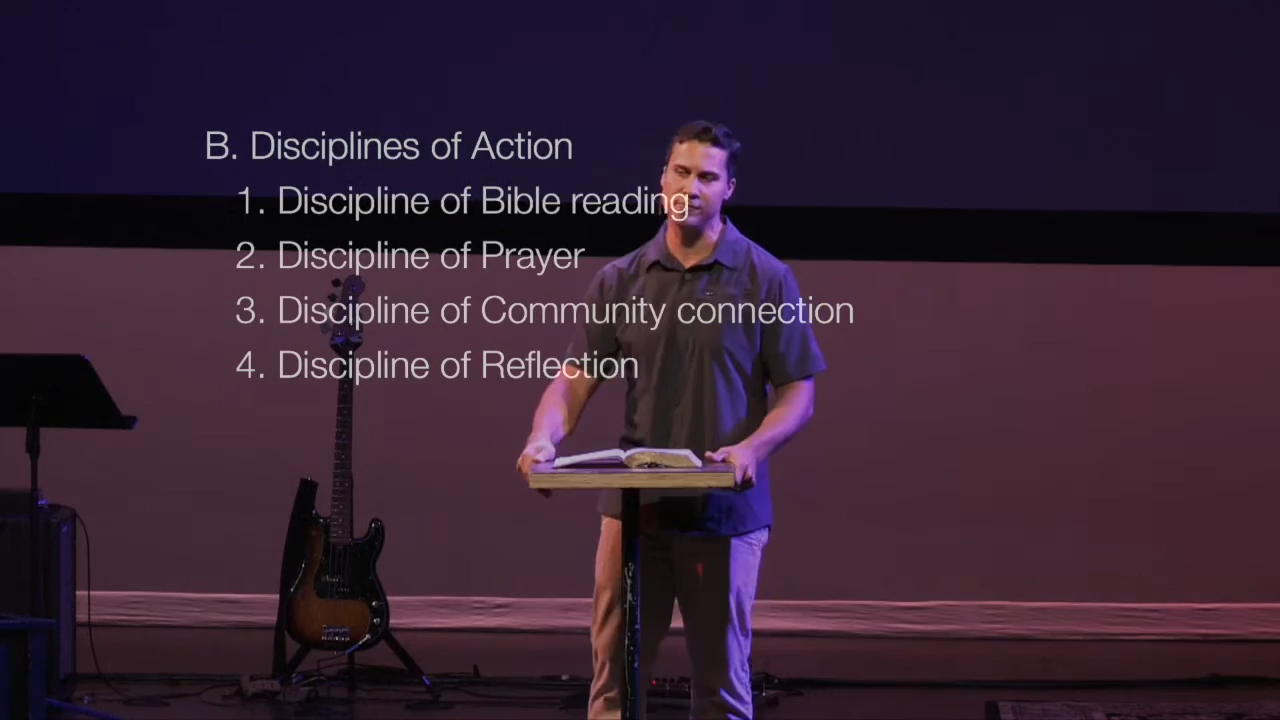 B. Disciplines of Action
1. Discipline of Bible reading
2. Discipline of Prayer
3. Discipline of Community connection
4. Discipline of Reflection